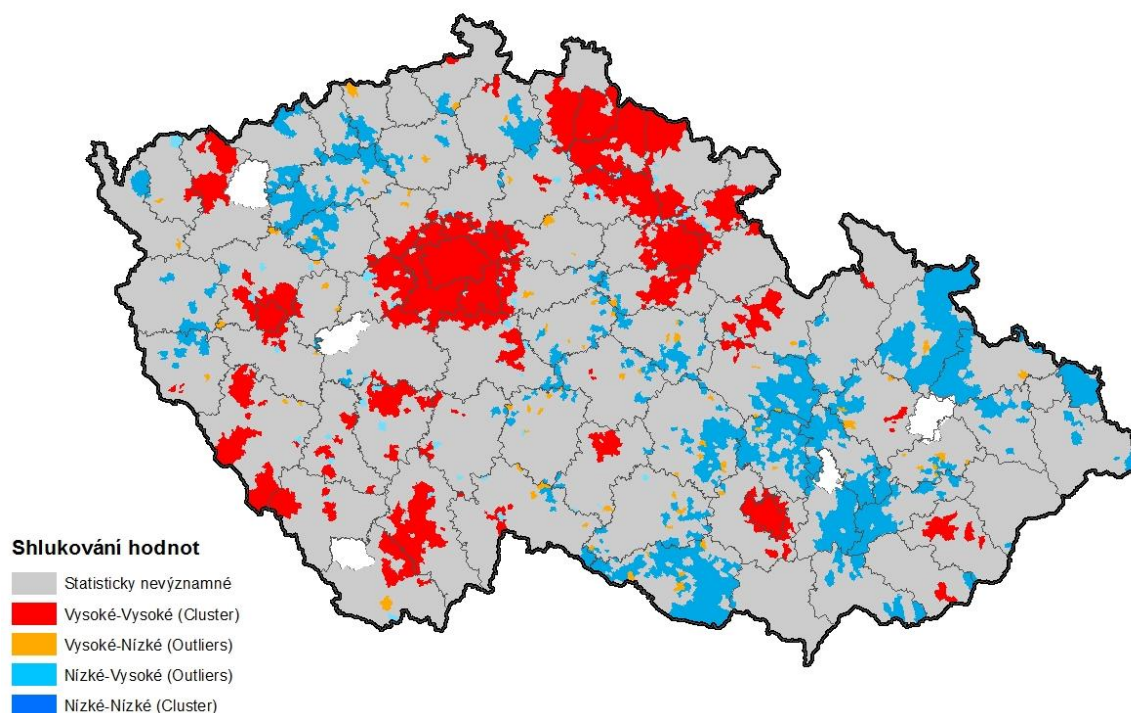 Shlukování hodnot
Statisticky nevýznamné
Vysoké-Vysoké (Cluster)
Vysoké-Nízké (Outliers)
Nízké-Vysoké (Outliers)
Nízké-Nízké (Cluster)